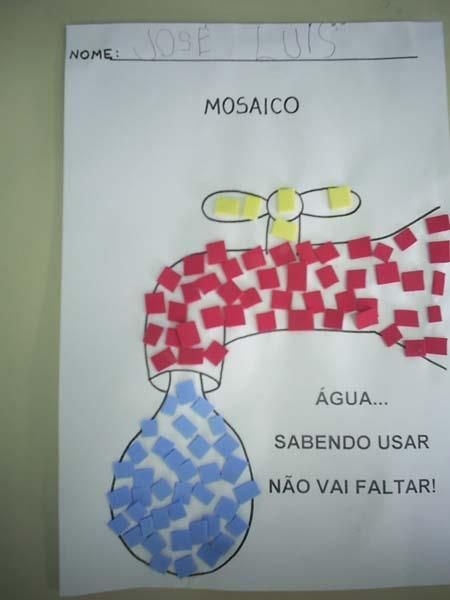 NOME: JOSÉ LUIS
MOSAICO
ÁGUA...
SABENDO USAR
NÃO VAI FALTAR!